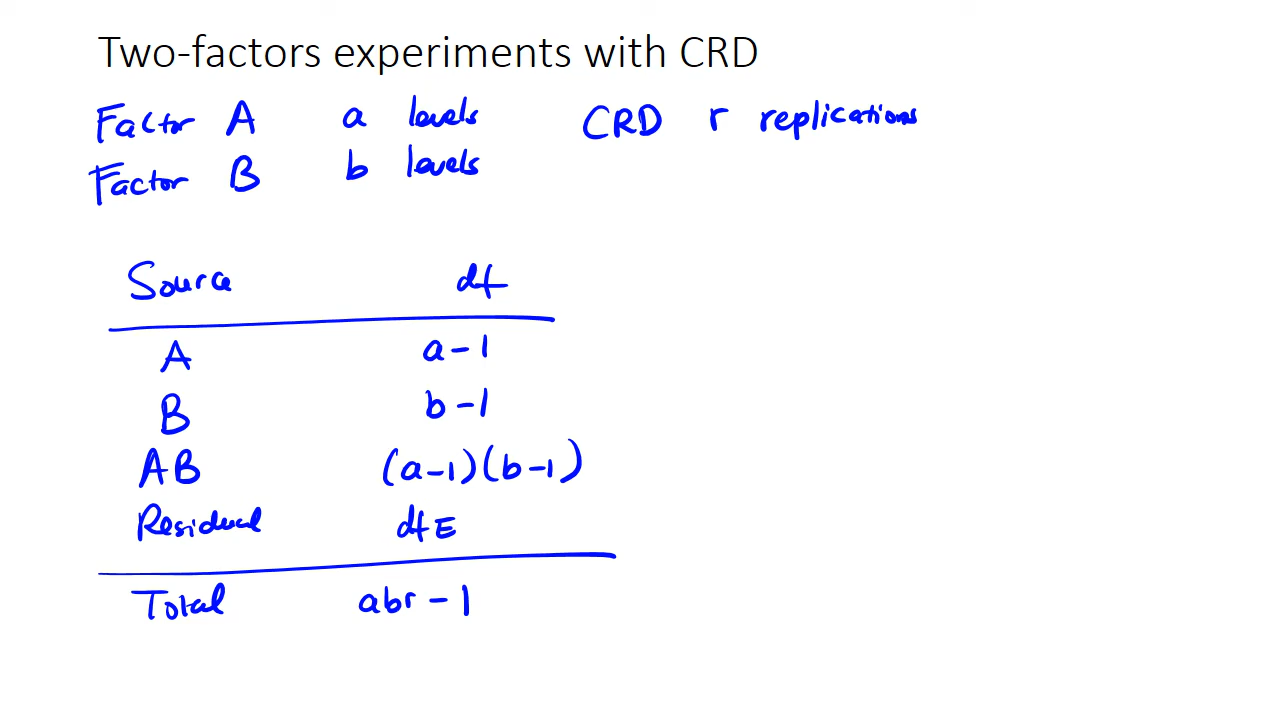 Two-factors experiments with CRD
Factor A a levels CRD r replications
Factor B b levels
Source df
A a-1
B b-1
AB (a-1)(b-1)
Residual dfE
Total abr-1